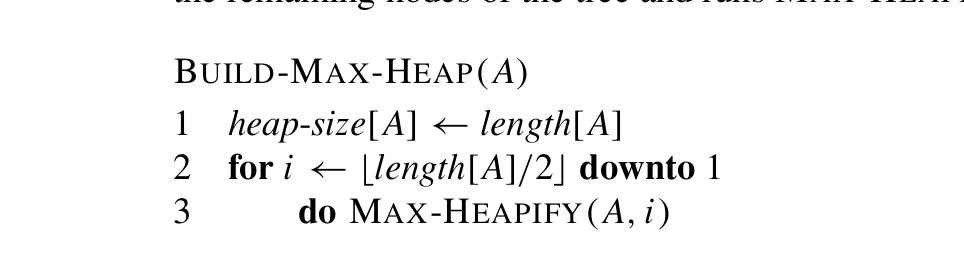 BUILD-MAX-HEAP(A)
1 heap-size[A] ← length[A]
2 for i ← ⌊length[A]/2⌋ downto 1
3 do MAX-HEAPIFY(A, i)